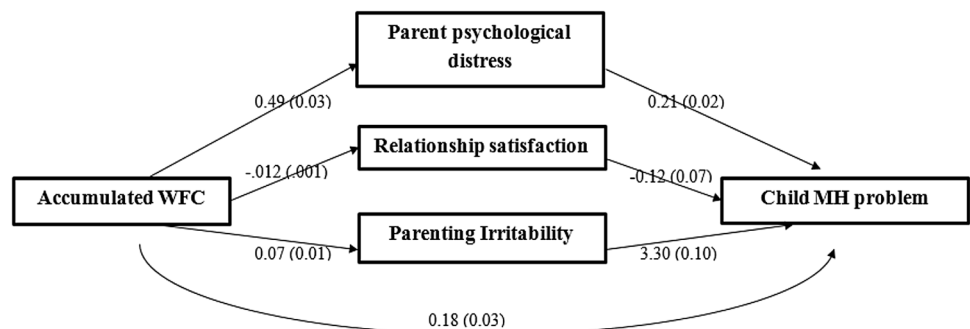 Parent psychological
distress
0.49 (0.03)
0.21 (0.02)
Relationship satisfaction
-.012 (.001)
-0.12 (0.07)
Accumulated WFC
Child MH problem
Parenting Irritability
0.07 (0.01)
3.30 (0.10)
0.18 (0.03)